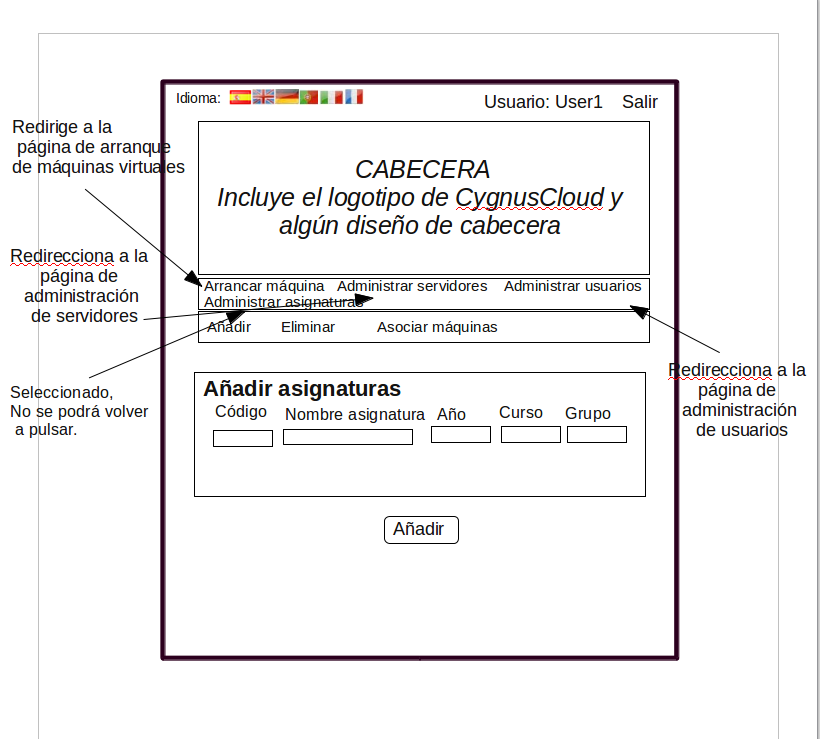 Idioma:
Usuario: User1 Salir
Redirige a la
página de arranque
de máquinas virtuales
CABECERA
Incluye el logotipo de CygnusCloud y
algún diseño de cabecera
Redirecciona a la
página de
administración
de servidores
Arrancar máquina Administrar servidores Administrar usuarios
Administrar asignaturas
Añadir Eliminar Asociar máquinas
Seleccionado,
No se podrá volver
a pulsar.
Redirecciona a la
página de
administración
de usuarios
Añadir asignaturas
Código Nombre asignatura Año Curso Grupo
Añadir